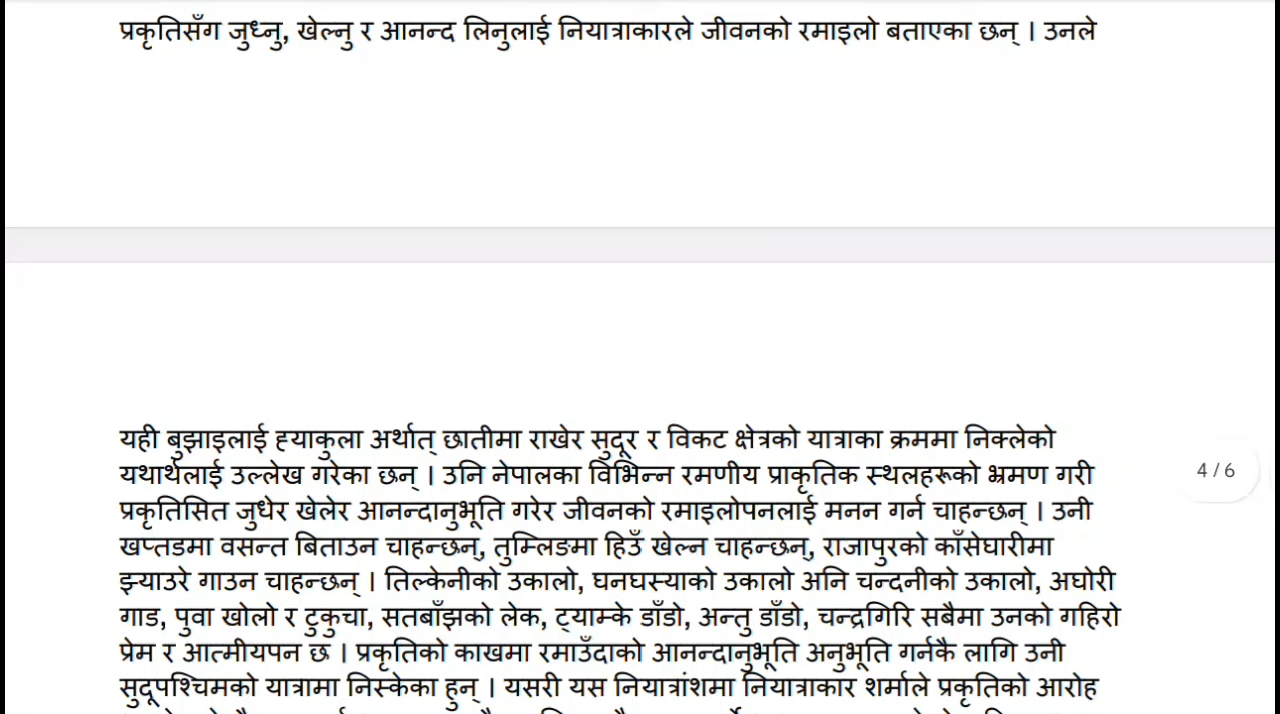 प्रकृतिसँग जुध्नु, खेल्नु र आनन्द लिनुलाई नियात्राकारले जीवनको रमाइलो बताएका छन् । उनले
यही बुझाइलाई ह्याकुला अर्थात् छातीमा राखेर सुदूर र विकट क्षेत्रको यात्राका क्रममा निक्लेको
यथार्थलाई उल्लेख गरेका छन् । उनि नेपालका विभिन्न रमणीय प्राकृतिक स्थलहरूको भ्रमण गरी
4 / 6
प्रकृतिसित जुधेर खेलेर आनन्दानुभूति गरेर जीवनको रमाइलोपनलाई मनन गर्न चाहन्छन् । उनी
खप्तडमा वसन्त बिताउन चाहन्छन्, तुम्लिङमा हिउँ खेल्न चाहन्छन्, राजापुरको काँसेघारीमा
झ्याउरे गाउन चाहन्छन् । तिल्केनीको उकालो, घनघस्याको उकालो अनि चन्दनीको उकालो, अघोरी
गाड, पुवा खोलो र टुकुचा, सतबाँझको लेक, ट्याम्के डाँडो, अन्तु डाँडो, चन्द्रगिरि सबैमा उनको गहिरो
प्रेम र आत्मीयपन छ । प्रकृतिको काखमा रमाउँदाको आनन्दानुभूति अनुभूति गर्नकै लागि उनी
सुदूपश्चिमको यात्रामा निस्केका हुन् । यसरी यस नियात्रांशमा नियात्राकार शर्माले प्रकृतिको आरोह